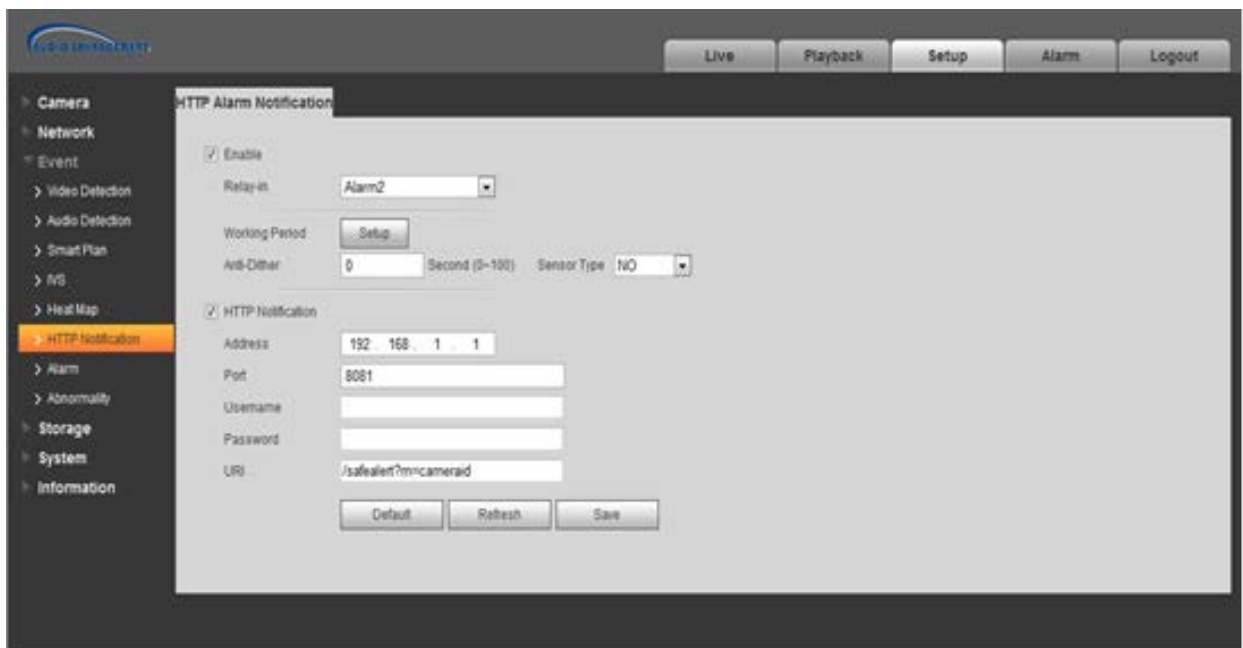 Live Playback Setup Alarm Logout
Camera
Network
Event
Video Detection
Audio Detection
Smart Plan
IVS
Heat Map
HTTP Notification
Alarm
Abnormality
Storage
System
Information
HTTP Alarm Notification
Enable
Relay-in Alarm2
Working Period Setup
Anti-Dither 0 Second (0~100) Sensor Type NO
HTTP Notification
Address 192 . 168 . 1 . 1
Port 8081
Username
Password
URI /safealert?m=cameraid
Default Refresh Save